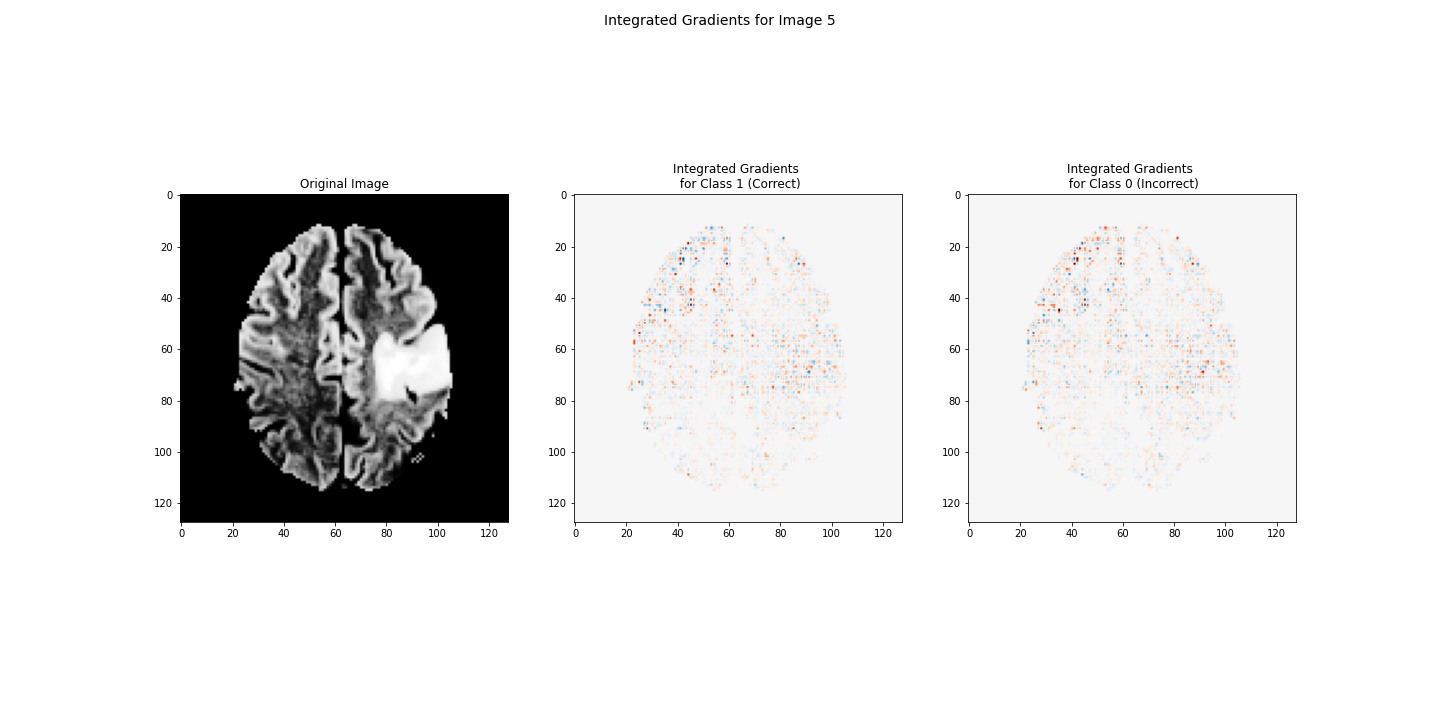 Integrated Gradients for Image 5
Original Image
0
20
40
60
80
100
120
0 20 40 60 80 100 120
Integrated Gradients
for Class 1 (Correct)
0
20
40
60
80
100
120
0 20 40 60 80 100 120
Integrated Gradients
for Class 0 (Incorrect)
0
20
40
60
80
100
120
0 20 40 60 80 100 120